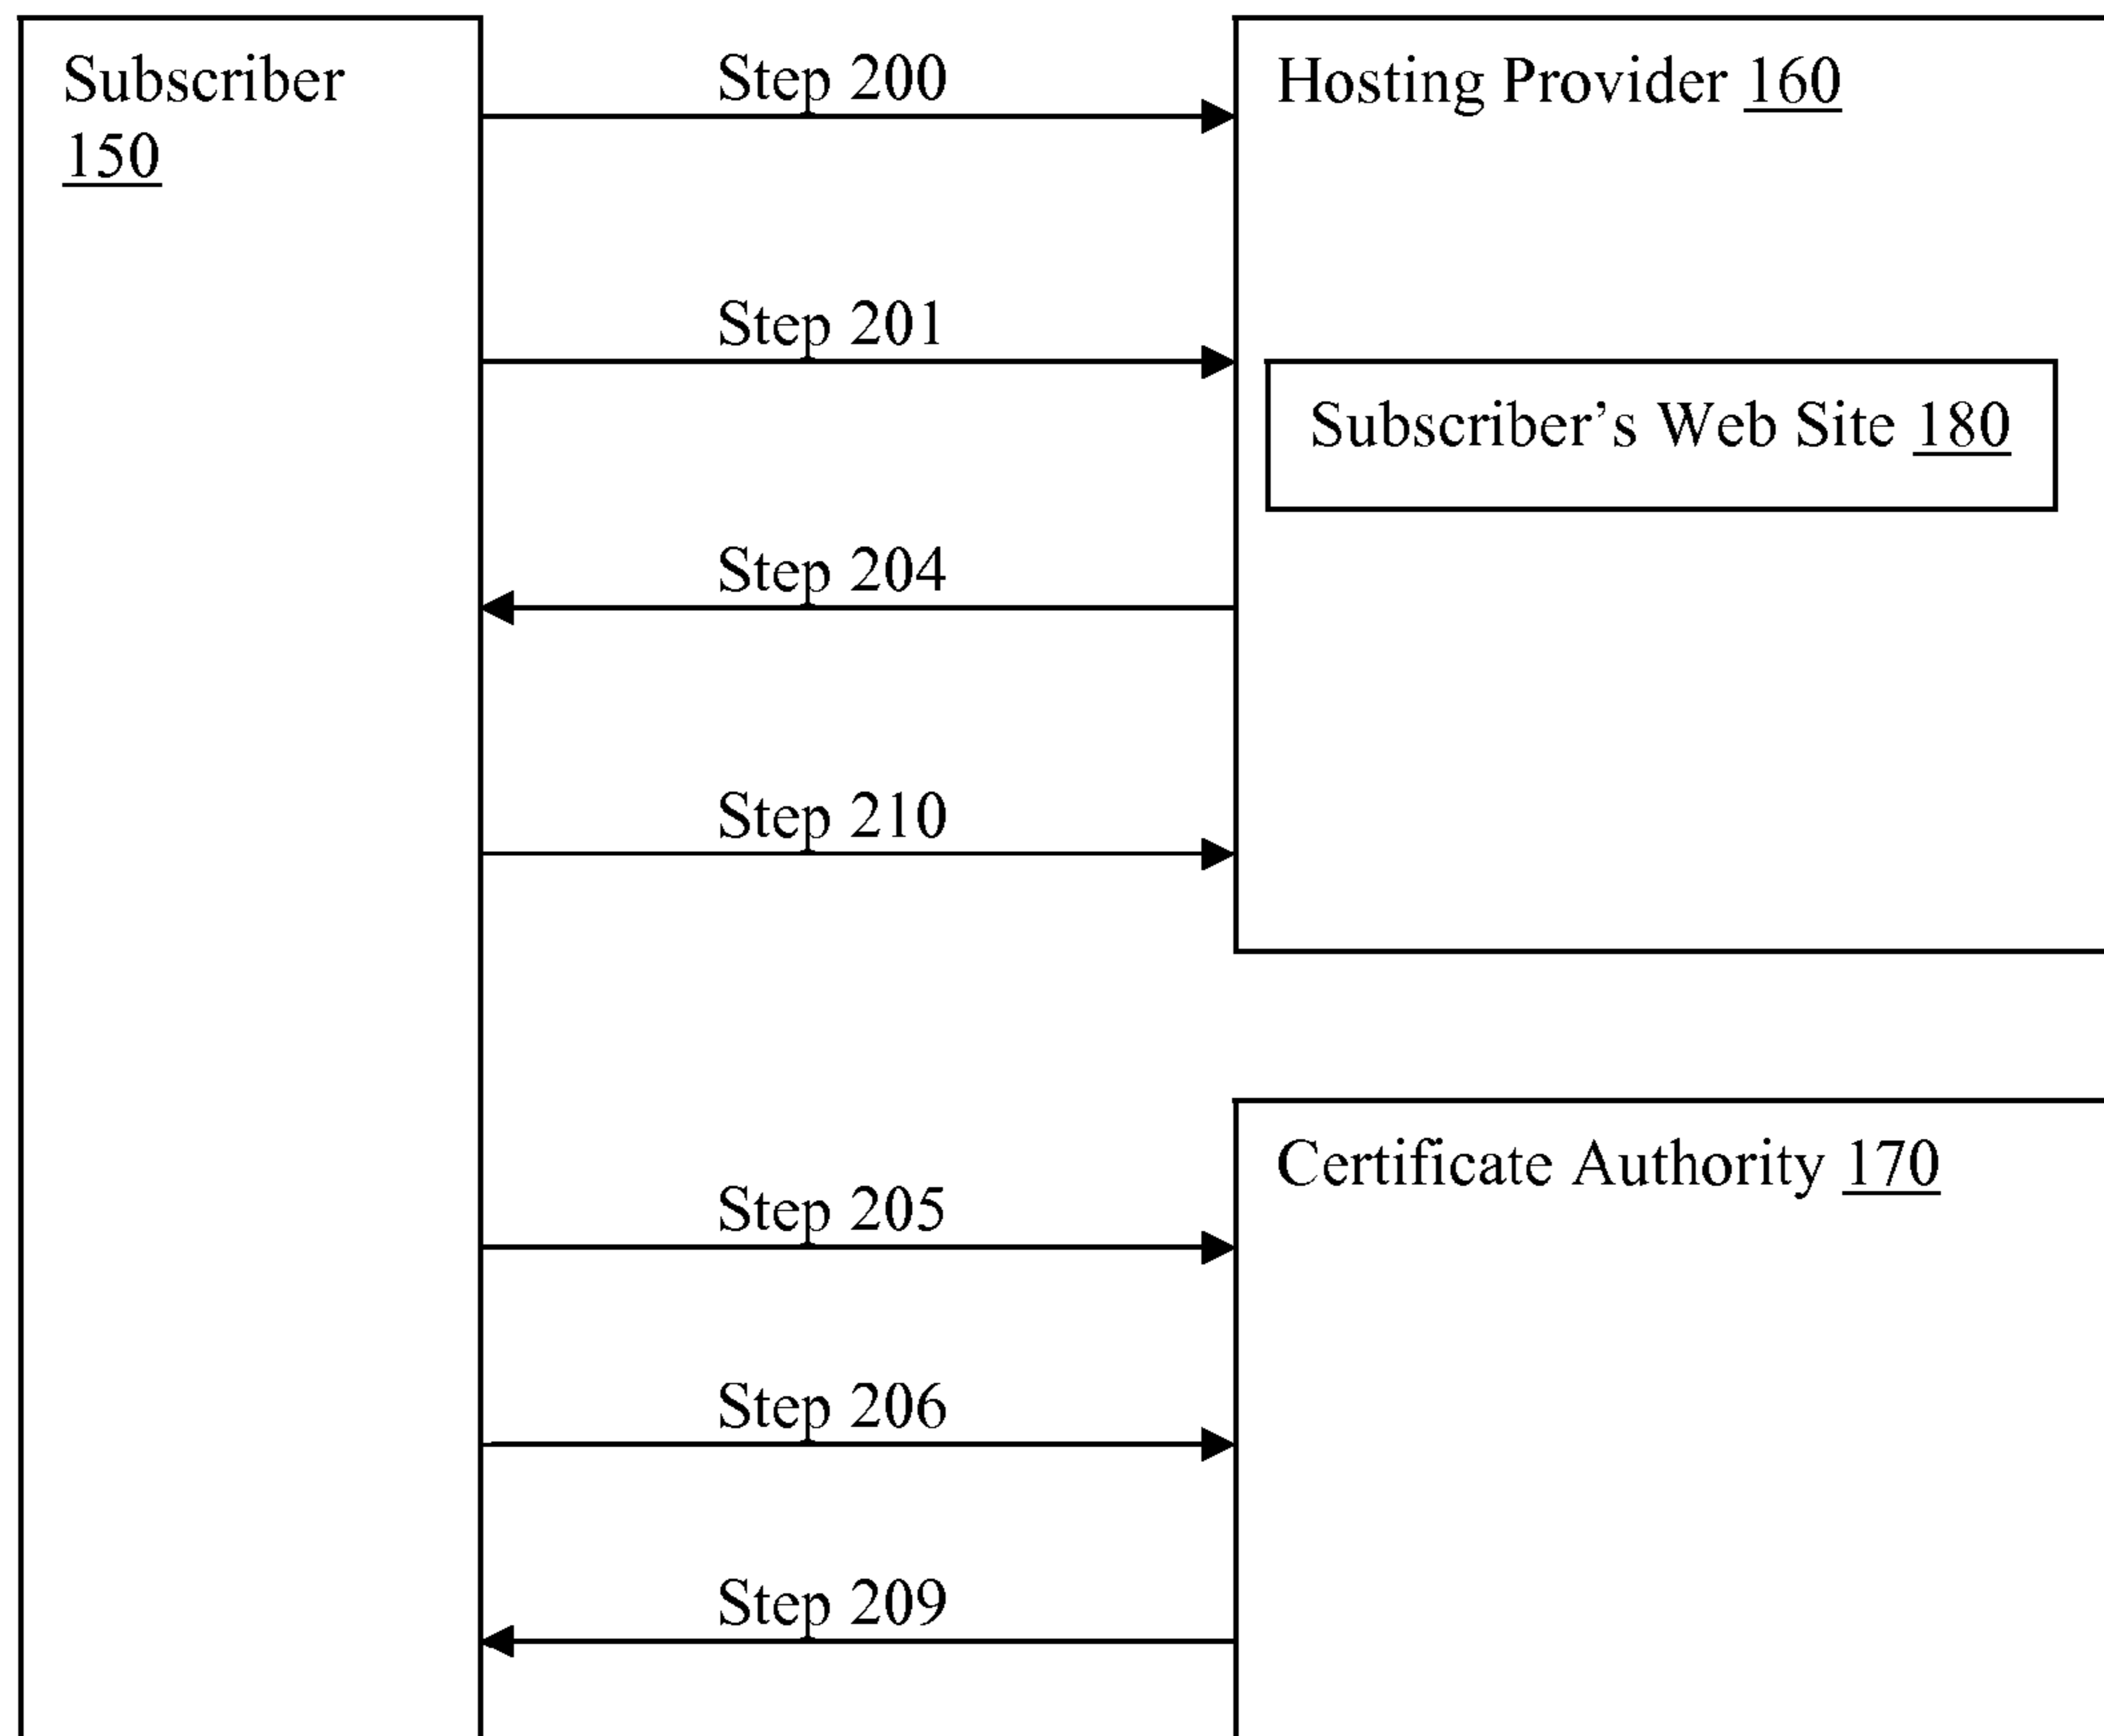 Subscriber
150
Step 200
Hosting Provider 160
Step 201
Subscriber’s Web Site 180
Step 204
Step 210
Certificate Authority 170
Step 205
Step 206
Step 209